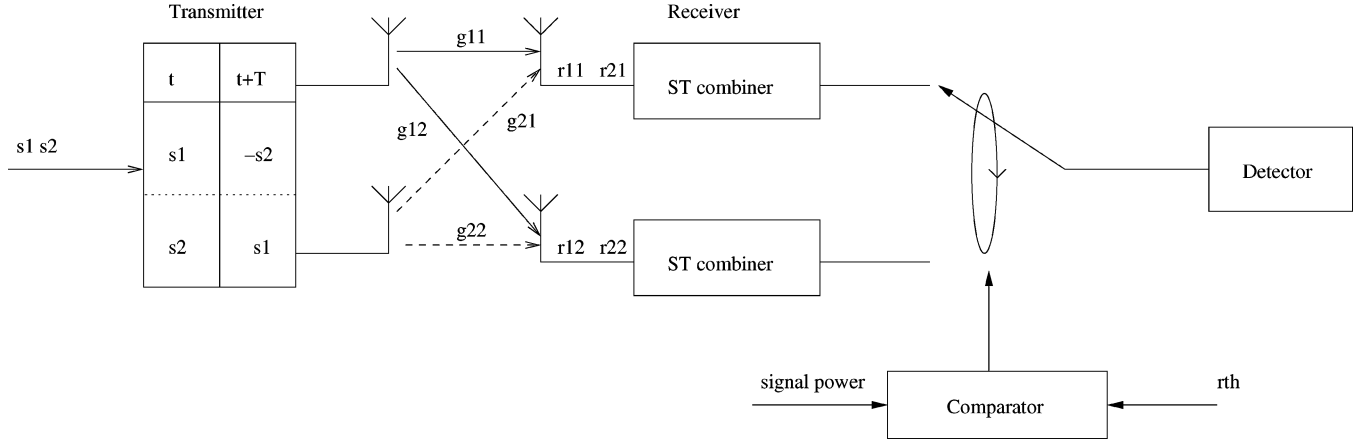 Transmitter
Receiver
g11
t t+T
r11 r21
ST combiner
g21
g12
s1 s2
s1 –s2
Detector
g22
s2 s1
r12 r22
ST combiner
signal power
rth
Comparator